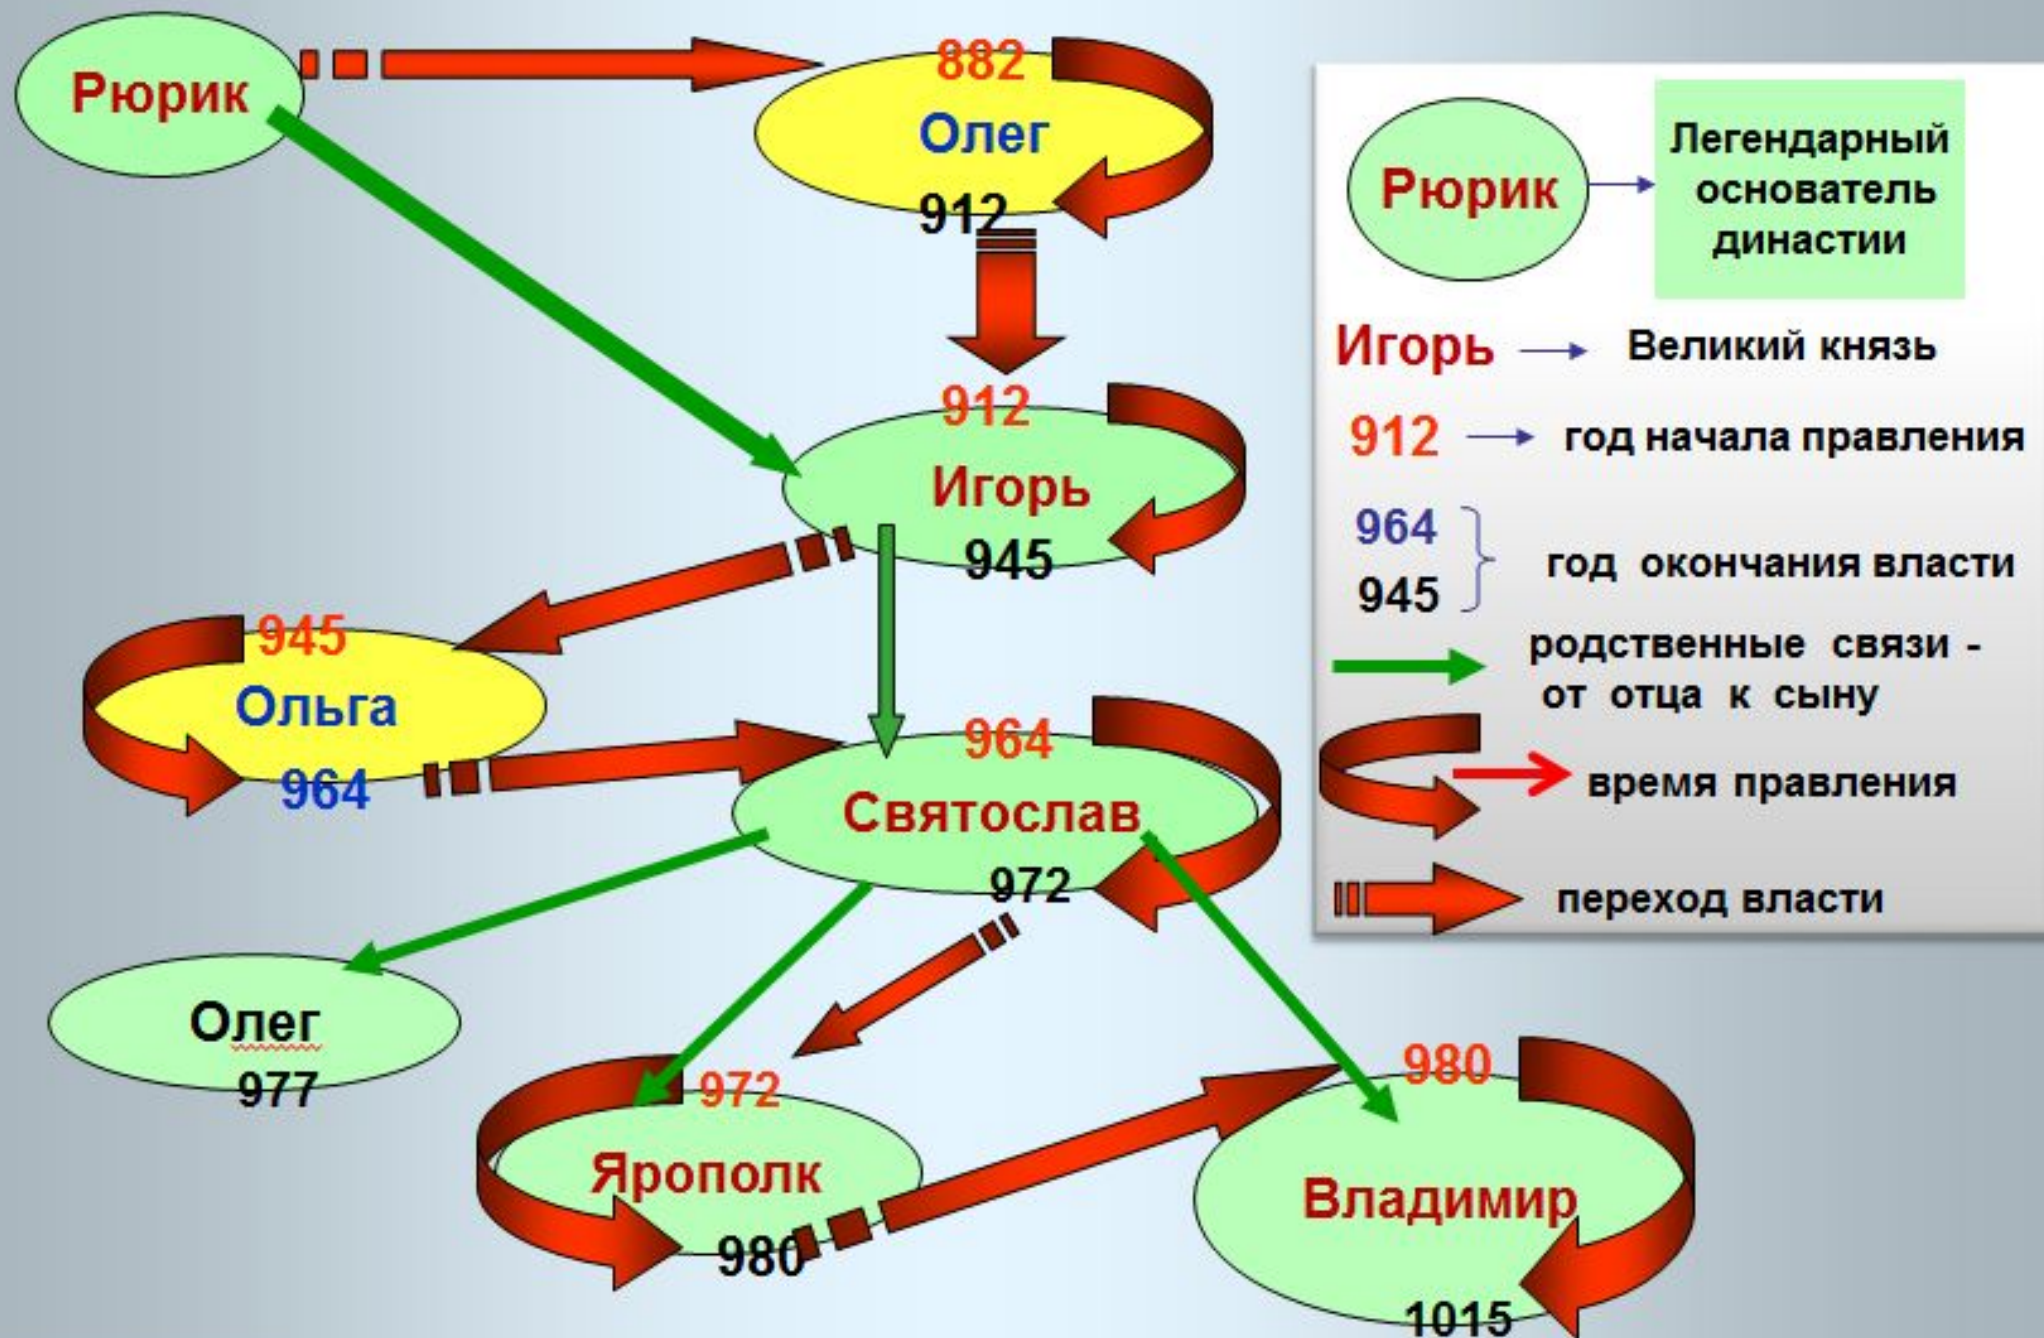 Рюрик
882
Олег
912
912
Игорь
945
945
Ольга
964
964
Святослав
972
Олег
977
972
Ярополк
980
980
Владимир
1015
Рюрик
Легендарный
основатель
династии
Игорь
Великий князь
912
год начала правления
964
945
год окончания власти
родственные связи -
от отца к сыну
время правления
переход власти